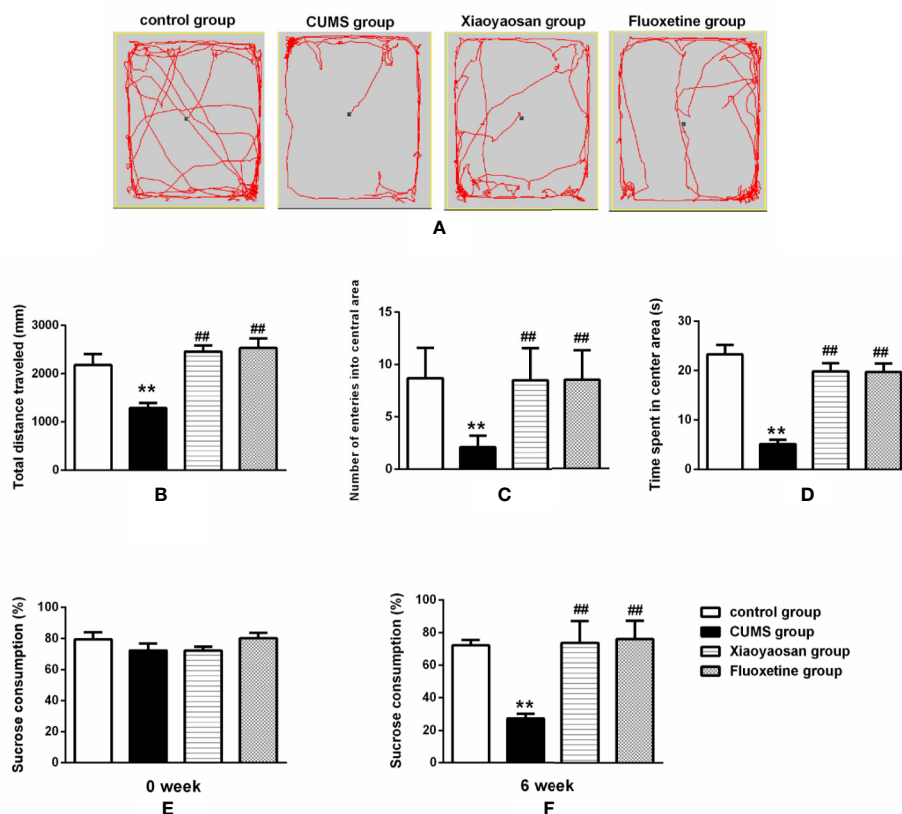 control group CUMS group Xiaoyaosan group Fluoxetine group
A
Total distance traveled (mm)
3000
2000
1000
0
**
##
##
B
Number of enteries into central area
15
10
5
0
**
##
##
C
Time spent in center area (s)
30
20
10
0
**
##
##
D
Sucrose consumption (%)
100
80
60
40
20
0
0 week
E
Sucrose consumption (%)
100
80
60
40
20
0
**
##
##
6 week
F
control group
CUMS group
Xiaoyaosan group
Fluoxetine group